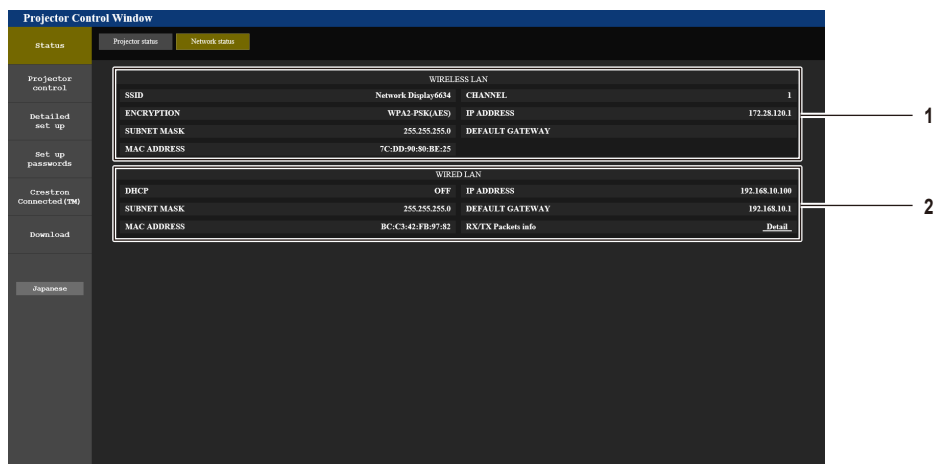 Projector Control Window
Status
Projector status
Network status
Projector
control
Detailed
set up
Set up
passwords
Crestron
Connected(TM)
Download
Japanese
WIRELESS LAN
SSID Network Display6634 CHANNEL 1
ENCRYPTION WPA2-PSK(AES) IP ADDRESS 172.28.120.1
SUBNET MASK 255.255.255.0 DEFAULT GATEWAY
MAC ADDRESS 7C:DD:90:80:BE:25
1
WIRED LAN
DHCP OFF IP ADDRESS 192.168.10.100
SUBNET MASK 255.255.255.0 DEFAULT GATEWAY 192.168.10.1
MAC ADDRESS BC:C3:42:FB:97:82 RX/TX Packets info Detail
2